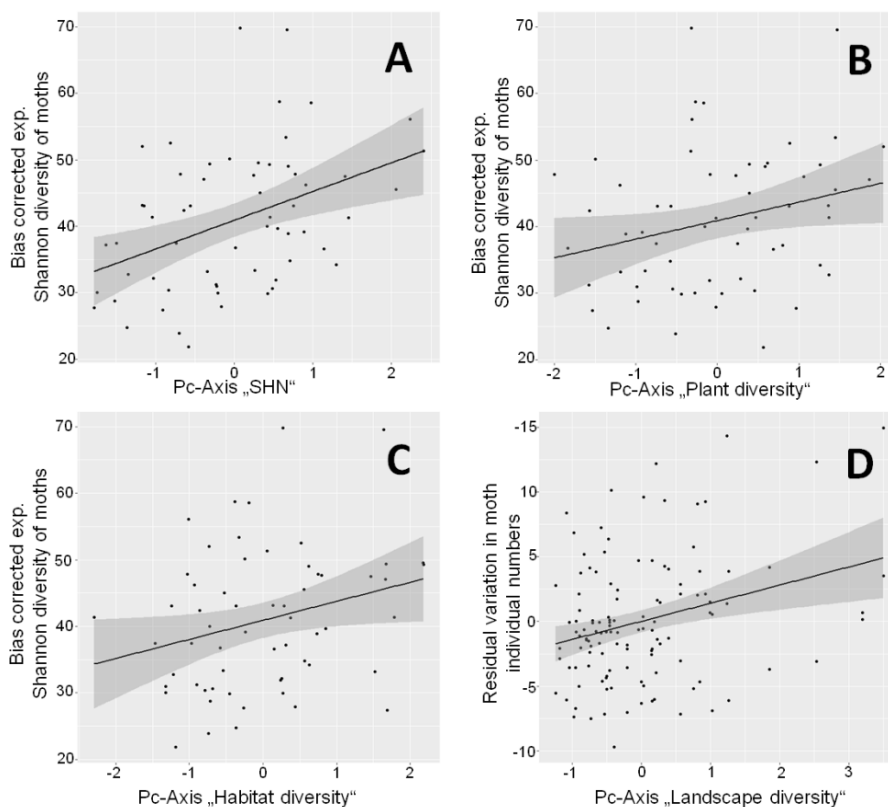 A
70
60
50
40
30
20
Bias corrected exp.
Shannon diversity of moths
-1
0
1
2
Pc-Axis „SHN“
B
70
60
50
40
30
20
Bias corrected exp.
Shannon diversity of moths
-2
-1
0
1
2
Pc-Axis „Plant diversity“
C
70
60
50
40
30
20
Bias corrected exp.
Shannon diversity of moths
-2
-1
0
1
2
Pc-Axis „Habitat diversity“
D
-15
-10
5
0
-5
-10
Residual variation in moth
individual numbers
-1
0
1
2
3
Pc-Axis „Landscape diversity“